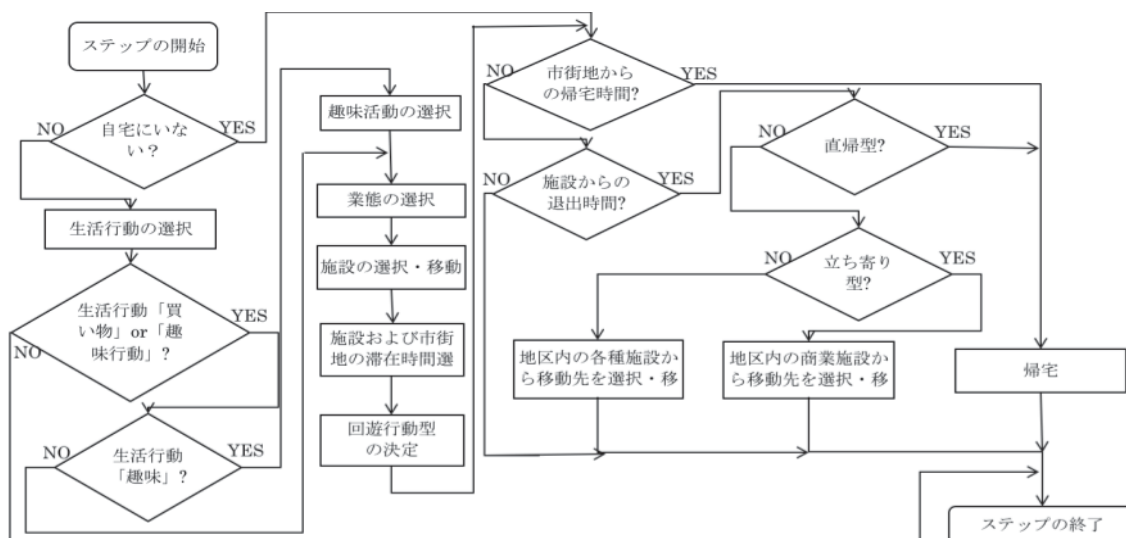 ステップの開始
NO
自宅にいな
い？
YES
生活行動の選択
生活行動「買
い物」or「趣
味行動」?
YES
NO
NO
生活行動
「趣味」?
YES
趣味活動の選択
業態の選択
施設の選択・移動
施設および市街
地の滞在時間選
回遊行動型
の決定
NO
市街地から
の帰宅時間?
YES
NO
施設からの
退出時間?
YES
NO
直帰型?
YES
NO
立ち寄り
型?
YES
地区内の各種施設か
ら移動先を選択・移
地区内の商業施設か
ら移動先を選択・移
帰宅
ステップの終了